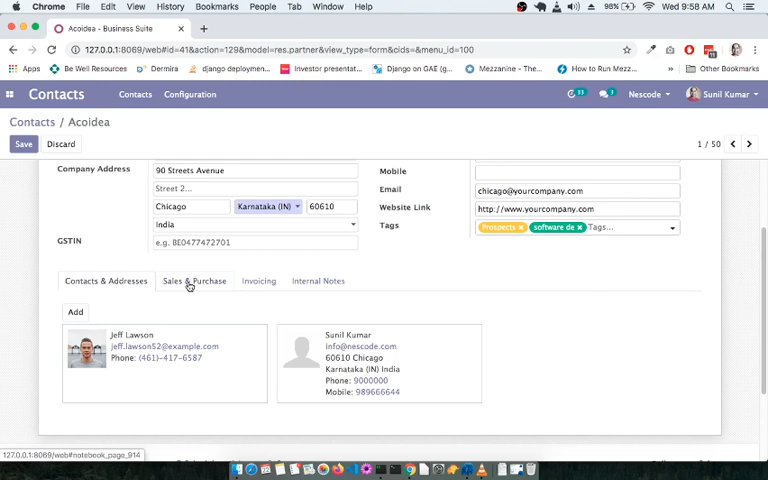 Chrome File Edit View History Bookmarks People Tab Window Help 98% Wed 9:58 AM
Acoidea - Business Suite
127.0.0.1:8069/web#id=41&action=129&model=res.partner&view_type=form&cids=&menu_id=100
Apps Be Well Resources Dermira django deploymen... Investor presentat... Django on GAE (g... Mezzanine - The... How to Run Mezz... » Other Bookmarks
Contacts Contacts Configuration 33 1 Nescode Sunil Kumar
Contacts / Acoidea
Save Discard 1 / 50
Company Address 90 Streets Avenue Mobile
Street 2... Email chicago@yourcompany.com
Chicago Karnataka (IN) 60610 Website Link http://www.yourcompany.com
India Tags Prospects software de Tags...
GSTIN e.g. BE0477472701
Contacts & Addresses Sales & Purchase Invoicing Internal Notes
Add
Jeff Lawson
jeff.lawson52@example.com
Phone: (461)-417-6587
Sunil Kumar
info@nescode.com
60610 Chicago
Karnataka (IN) India
Phone: 9000000
Mobile: 989666644
127.0.0.1:8069/web#notebook_page_914